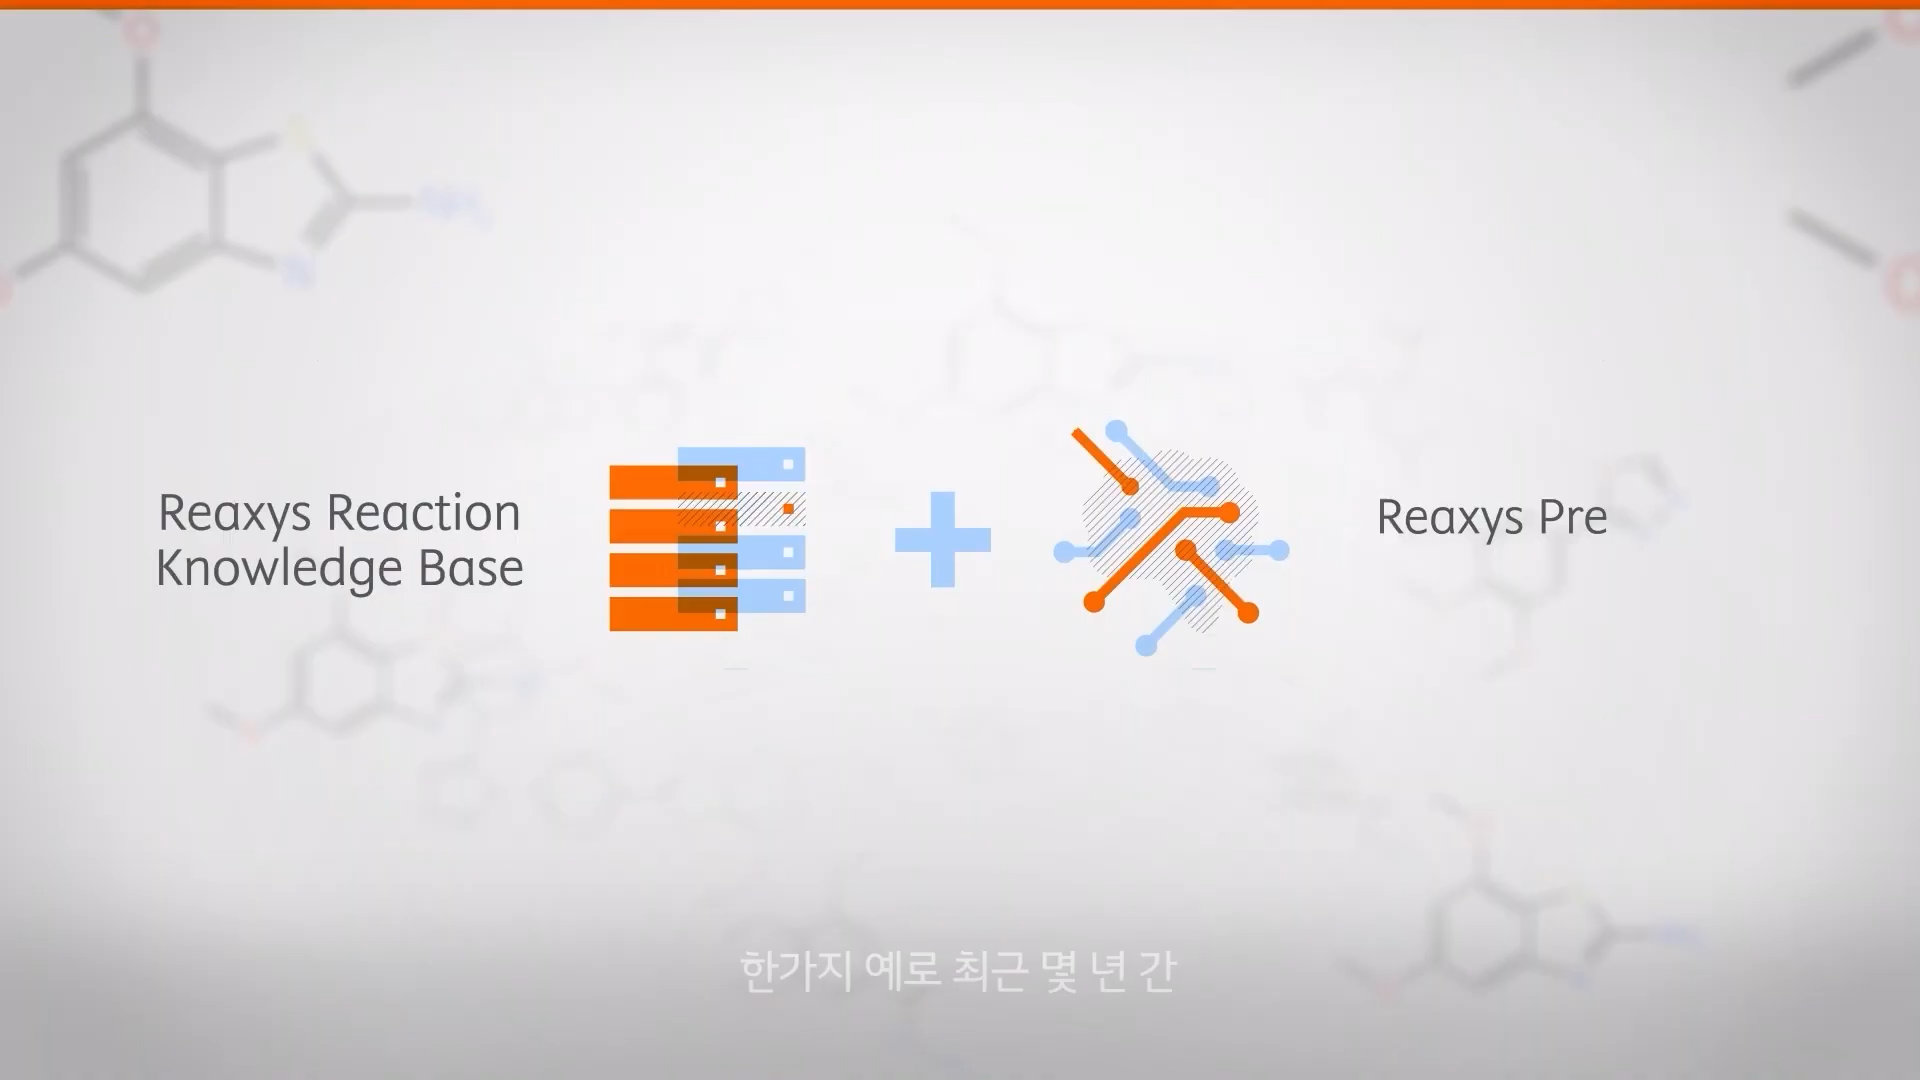 Reaxys Reaction
Knowledge Base
Reaxys Pre
한가지 예로 최근 몇 년 간